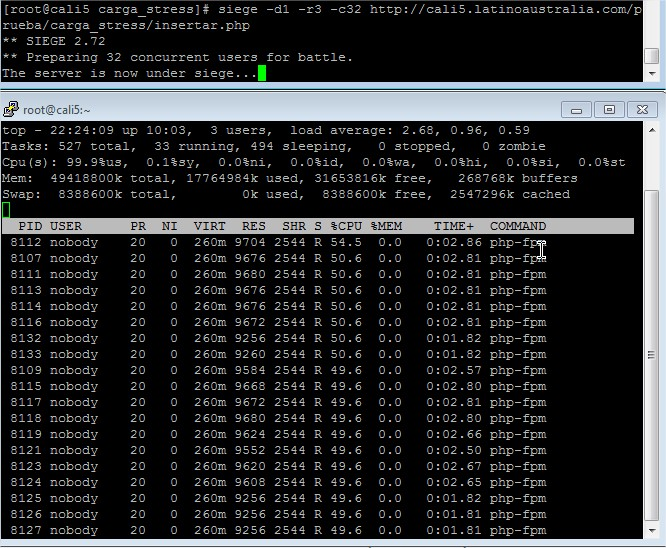 [root@cali5 carga_stress]# siege -d1 -r3 -c32 http://cali5.latinoaustralia.com/p
rueba/carga_stress/insertar.php
** SIEGE 2.72
** Preparing 32 concurrent users for battle.
The server is now under siege...
root@cali5:~
top - 22:24:09 up 10:03,  3 users,  load average: 2.68, 0.96, 0.59
Tasks: 527 total,  33 running, 494 sleeping,   0 stopped,   0 zombie
Cpu(s): 99.9%us,  0.1%sy,  0.0%ni,  0.0%id,  0.0%wa,  0.0%hi,  0.0%si,  0.0%st
Mem:  49418800k total, 17764984k used, 31653816k free,   268768k buffers
Swap:  8388600k total,        0k used,  8388600k free,  2547296k cached
PID USER      PR  NI  VIRT  RES  SHR S %CPU %MEM    TIME+  COMMAND
8112 nobody    20   0  260m 9704 2544 R 54.5  0.0   0:02.86 php-fpm
8107 nobody    20   0  260m 9676 2544 R 50.6  0.0   0:02.81 php-fpm
8111 nobody    20   0  260m 9680 2544 R 50.6  0.0   0:02.81 php-fpm
8113 nobody    20   0  260m 9676 2544 R 50.6  0.0   0:02.81 php-fpm
8114 nobody    20   0  260m 9676 2544 R 50.6  0.0   0:02.81 php-fpm
8116 nobody    20   0  260m 9672 2544 R 50.6  0.0   0:02.81 php-fpm
8132 nobody    20   0  260m 9256 2544 R 50.6  0.0   0:01.82 php-fpm
8133 nobody    20   0  260m 9260 2544 R 50.6  0.0   0:01.82 php-fpm
8109 nobody    20   0  260m 9584 2544 R 49.6  0.0   0:02.57 php-fpm
8115 nobody    20   0  260m 9668 2544 R 49.6  0.0   0:02.80 php-fpm
8117 nobody    20   0  260m 9672 2544 R 49.6  0.0   0:02.81 php-fpm
8118 nobody    20   0  260m 9680 2544 R 49.6  0.0   0:02.80 php-fpm
8119 nobody    20   0  260m 9624 2544 R 49.6  0.0   0:02.66 php-fpm
8121 nobody    20   0  260m 9552 2544 R 49.6  0.0   0:02.50 php-fpm
8123 nobody    20   0  260m 9620 2544 R 49.6  0.0   0:02.67 php-fpm
8124 nobody    20   0  260m 9608 2544 R 49.6  0.0   0:02.65 php-fpm
8125 nobody    20   0  260m 9256 2544 R 49.6  0.0   0:01.82 php-fpm
8126 nobody    20   0  260m 9256 2544 R 49.6  0.0   0:01.81 php-fpm
8127 nobody    20   0  260m 9256 2544 R 49.6  0.0   0:01.81 php-fpm